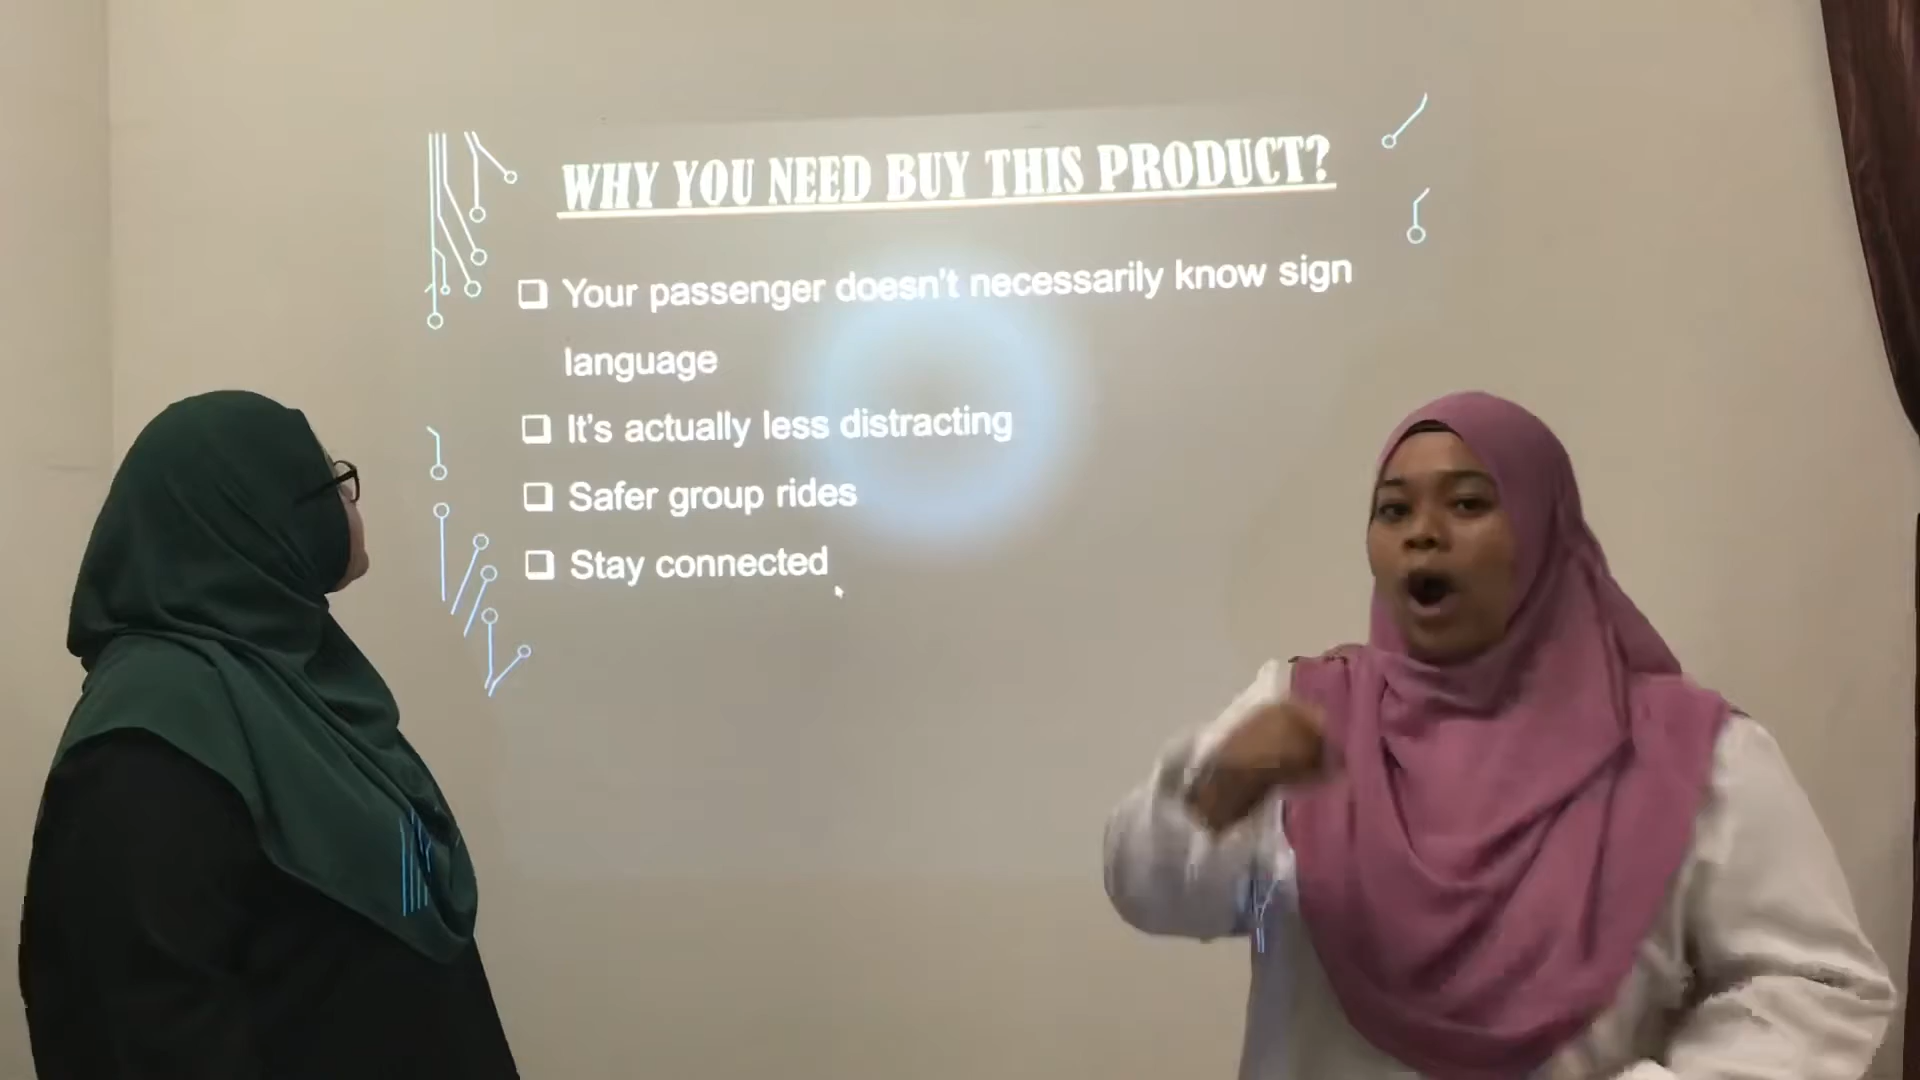 WHY YOU NEED BUY THIS PRODUCT?
Your passenger doesn't necessarily know sign
language
It's actually less distracting
Safer group rides
Stay connected